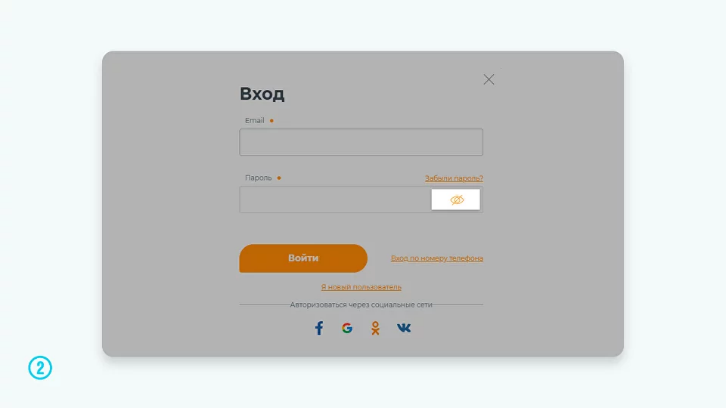 Вход
Email
Пароль
Забыли пароль?
Войти
Вход по номеру телефона
Я новый пользователь
Авторизоваться через социальные сети
2